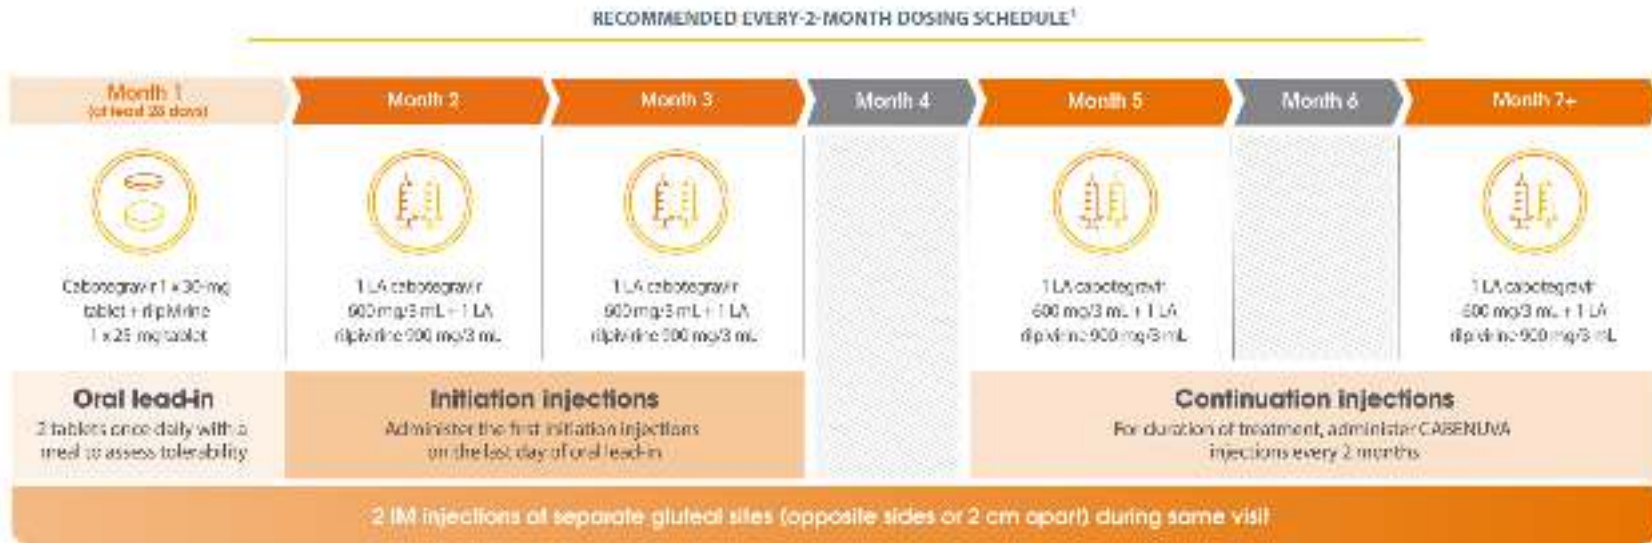 RECOMMENDED EVERY-2-MONTH DOSING SCHEDULE¹
Month 1
(at least 28 days)
Month 2
Month 3
Month 4
Month 5
Month 6
Month 7+
Cabotegravir 1 x 30-mg
tablet + rilpivirine
1 x 25-mg tablet
1 LA cabotegravir
600 mg/3 mL + 1 LA
rilpivirine 900 mg/3 mL
1 LA cabotegravir
600 mg/3 mL + 1 LA
rilpivirine 900 mg/3 mL
1 LA cabotegravir
600 mg/3 mL + 1 LA
rilpivirine 900 mg/3 mL
1 LA cabotegravir
600 mg/3 mL + 1 LA
rilpivirine 900 mg/3 mL
Oral lead-in
2 tablets once daily with a
meal to assess tolerability
Initiation injections
Administer the first initiation injections
on the last day of oral lead-in
Continuation injections
For duration of treatment, administer CABENUVA
injections every 2 months
2 IM injections at separate gluteal sites (opposite sides or 2 cm apart) during same visit